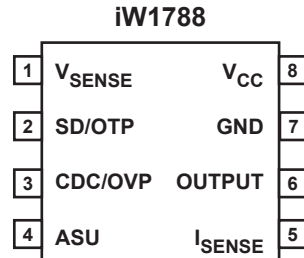 iW1788
1 VSENSE VCC 8
2 SD/OTP GND 7
3 CDC/OVP OUTPUT 6
4 ASU ISENSE 5